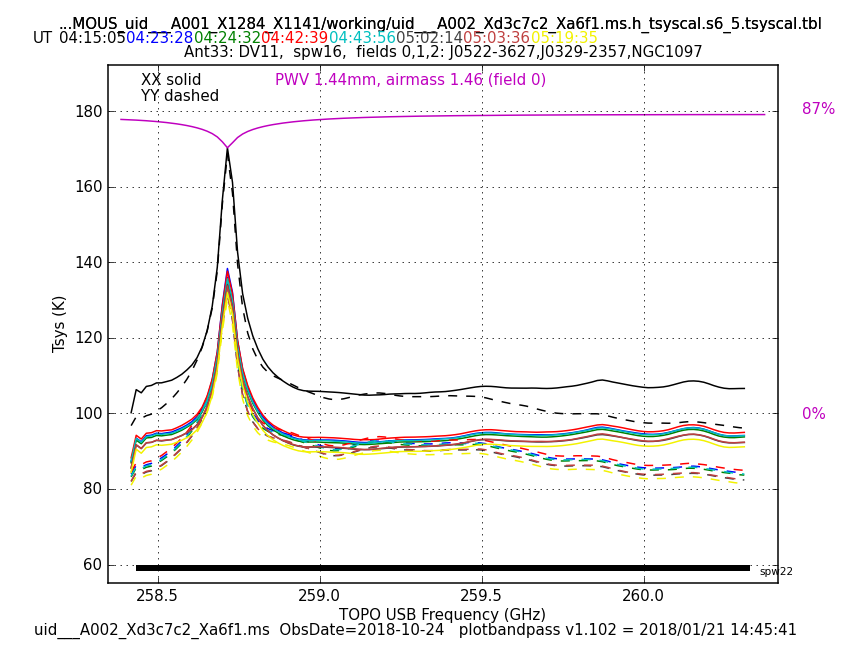 ...MOUS_uid___A001_X1284_X1141/working/uid___A002_Xd3c7c2_Xa6f1.ms.h_tsyscal.s6_5.tsyscal.tbl
UT 04:15:05 04:23:28 04:24:32 04:42:39 04:43:56 05:02:14 05:03:36 05:19:35
Ant33: DV11,  spw16,  fields 0,1,2: J0522-3627,J0329-2357,NGC1097
XX solid
PWV 1.44mm, airmass 1.46 (field 0)
YY dashed
87%
0%
180
160
140
120
100
80
60
Tsys (K)
spw22
258.5 259.0 259.5 260.0
TOPO USB Frequency (GHz)
uid___A002_Xd3c7c2_Xa6f1.ms  ObsDate=2018-10-24   plotbandpass v1.102 = 2018/01/21 14:45:41